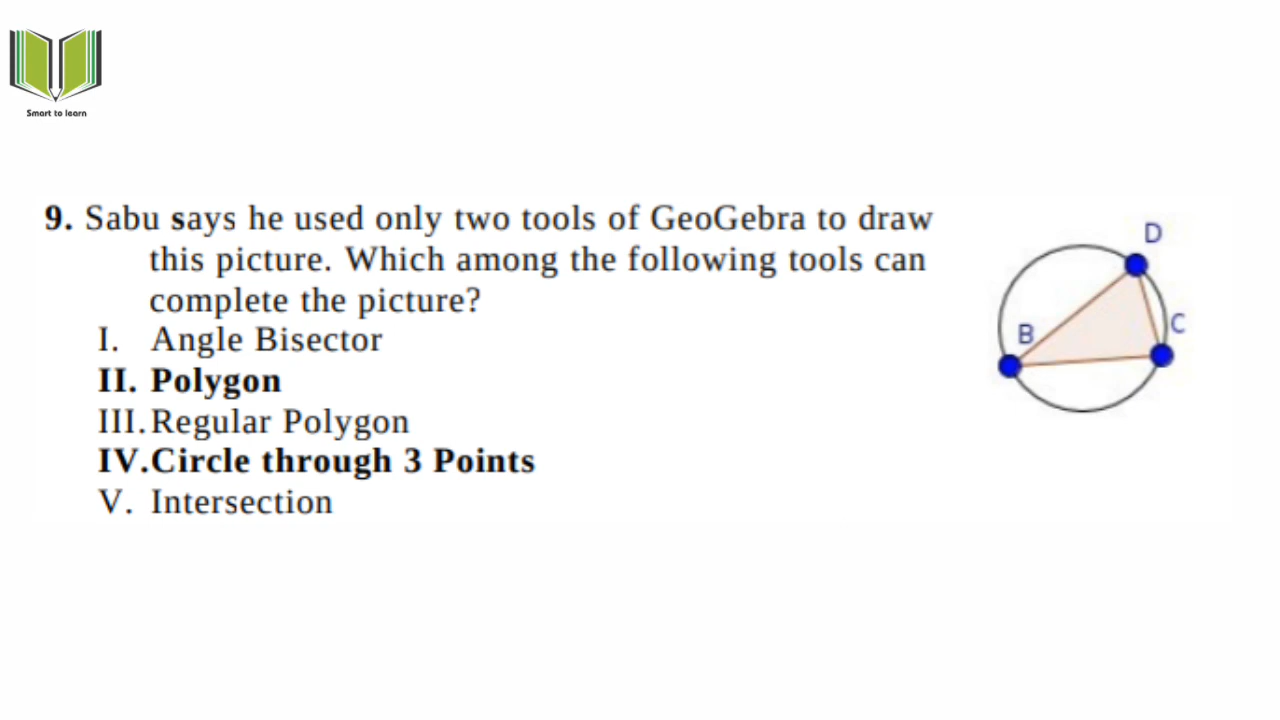 Smart to learn
9. Sabu says he used only two tools of GeoGebra to draw
this picture. Which among the following tools can
complete the picture?
I. Angle Bisector
II. Polygon
III. Regular Polygon
IV. Circle through 3 Points
V. Intersection
D
C
B